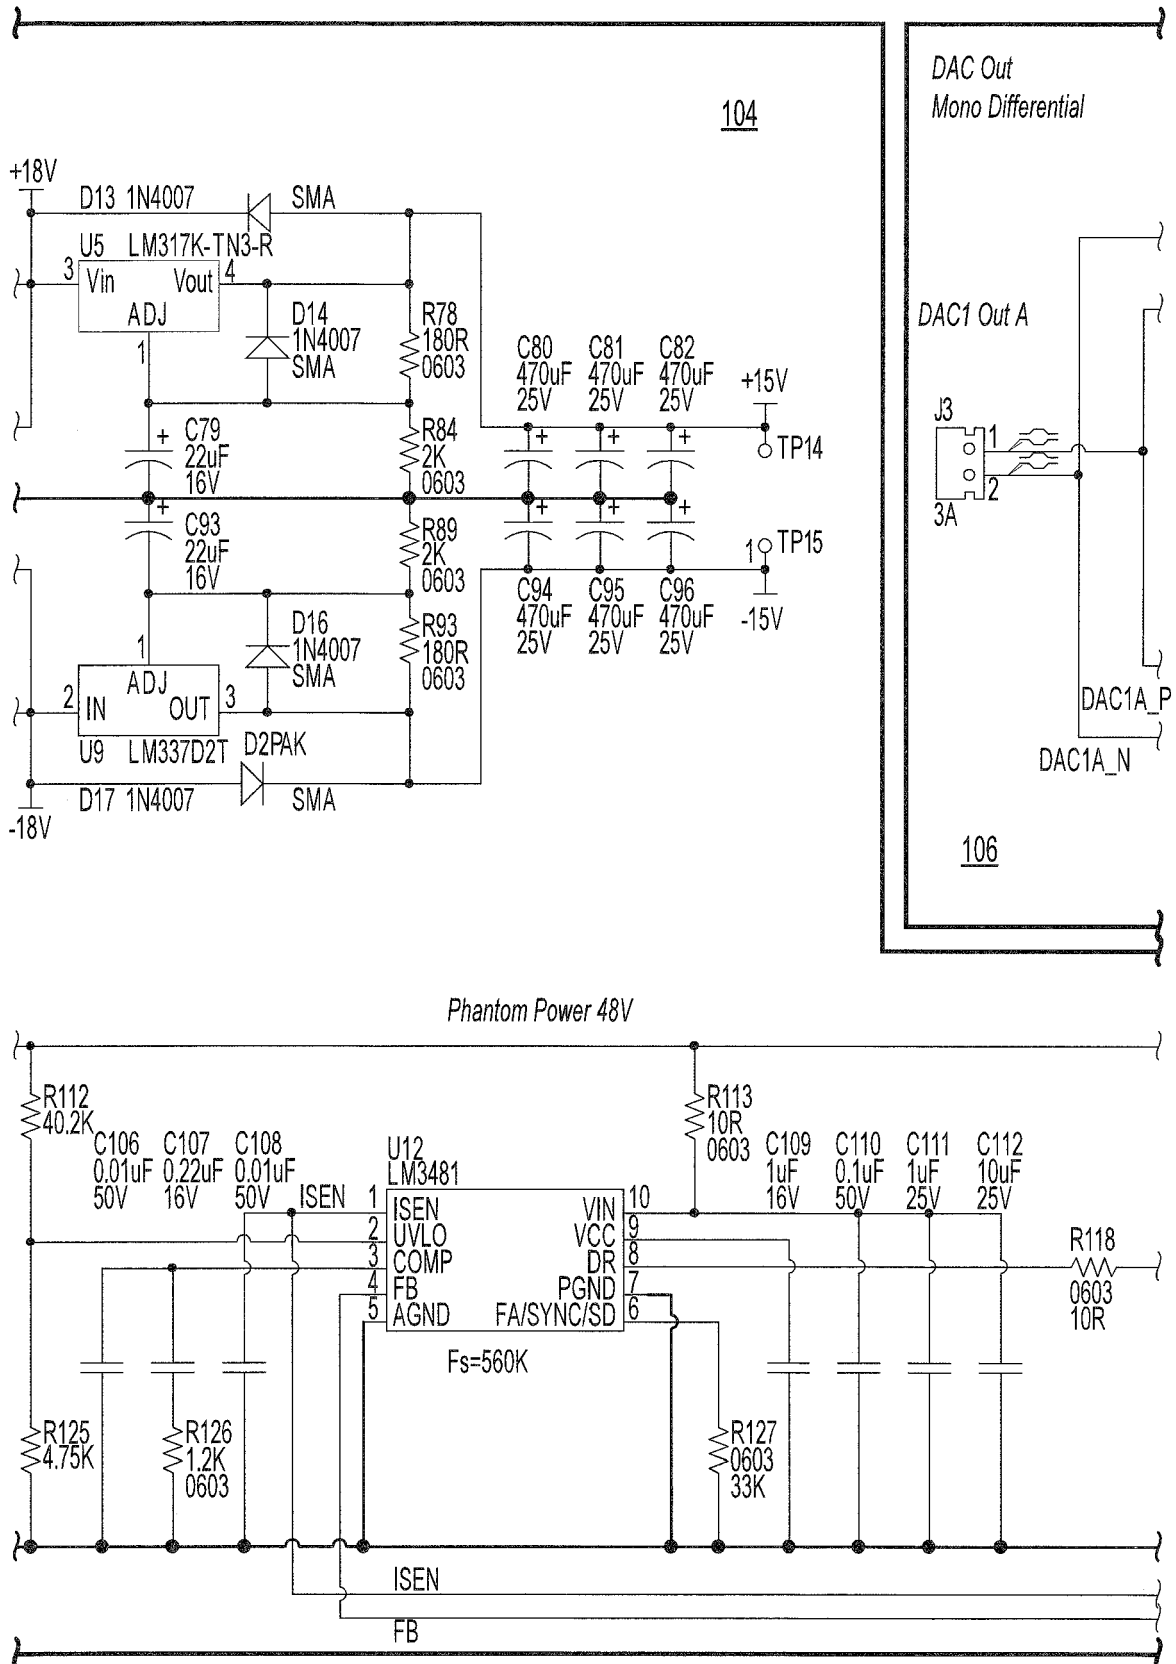 DAC Out
Mono Differential
104
+18V
D13 1N4007
SMA
U5 LM317K-TN3-R
3
Vin
Vout
4
ADJ
1
D14
1N4007
SMA
R78
180R
0603
C79
22uF
16V
+
R84
2K
0603
C80
470uF
25V
+
C81
470uF
25V
+
C82
470uF
25V
+
+15V
TP14
DAC1 Out A
J3
1
2
3A
C93
22uF
16V
+
R89
2K
0603
+
+
+
1
TP15
-15V
C94
470uF
25V
C95
470uF
25V
C96
470uF
25V
D16
1N4007
SMA
R93
180R
0603
1
ADJ
2
IN
OUT
3
U9 LM337D2T
D2PAK
D17 1N4007
SMA
-18V
DAC1A_P
DAC1A_N
106
Phantom Power 48V
R112
40.2K
C106
0.01uF
50V
C107
0.22uF
16V
C108
0.01uF
50V
ISEN
U12
LM3481
1
ISEN
2
UVLO
3
COMP
4
FB
5
AGND
VIN
10
VCC
9
DR
8
PGND
7
FA/SYNC/SD
6
Fs=560K
R113
10R
0603
C109
1uF
16V
C110
0.1uF
50V
C111
1uF
25V
C112
10uF
25V
R118
0603
10R
R125
4.75K
R126
1.2K
0603
R127
0603
33K
ISEN
FB